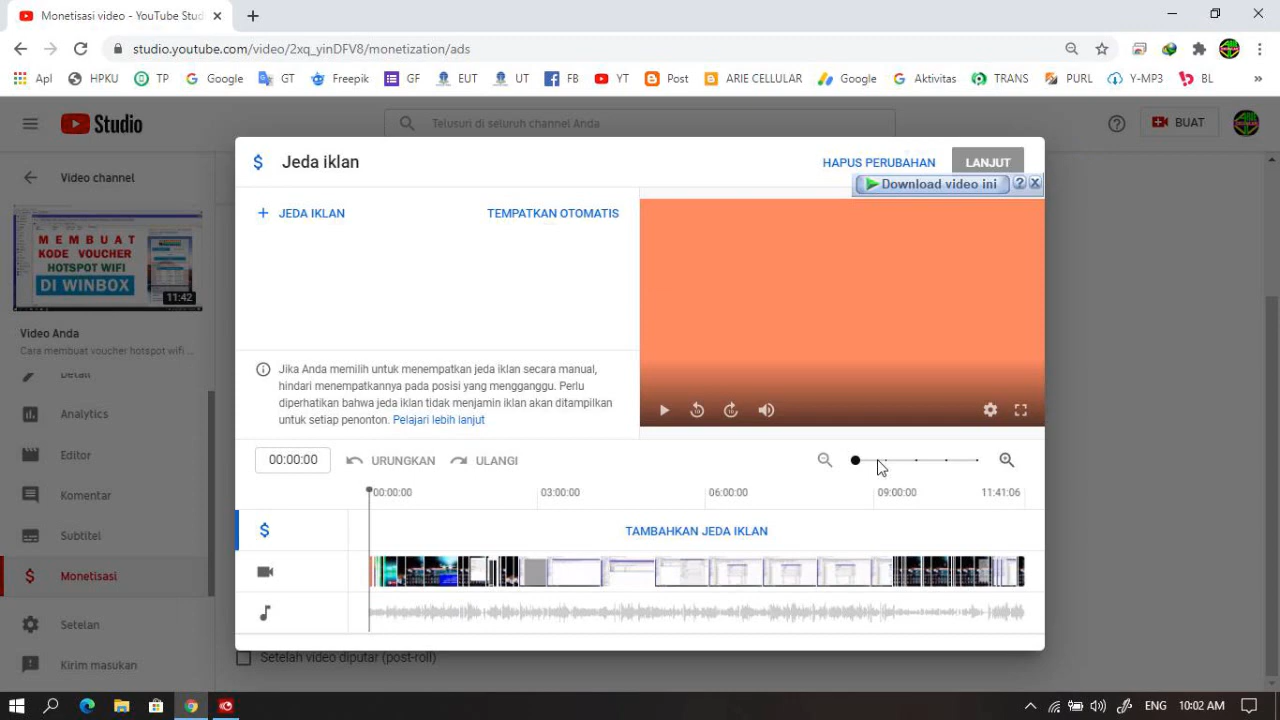 Monetisasi video - YouTube Stud
studio.youtube.com/video/2xq_yinDFV8/monetization/ads
Apl HPKU TP Google GT Freepik GF EUT UT FB YT Post ARIE CELLULAR Google Aktivitas TRANS PURL Y-MP3 BL
Studio
Telusuri di seluruh channel Anda
BUAT
Video channel
MEMBUAT
KODE VOUCHER
HOTSPOT WIFI
DI WINBOX
11:42
Video Anda
Cara membuat voucher hotspot wifi ...
Detail
Analytics
Editor
Komentar
Subtitel
Monetisasi
Setelan
Kirim masukan
Jeda iklan
HAPUS PERUBAHAN
LANJUT
Download video ini
JEDA IKLAN
TEMPATKAN OTOMATIS
Jika Anda memilih untuk menempatkan jeda iklan secara manual,
hindari menempatkannya pada posisi yang mengganggu. Perlu
diperhatikan bahwa jeda iklan tidak menjamin iklan akan ditampilkan
untuk setiap penonton. Pelajari lebih lanjut
00:00:00 URUNGKAN ULANGI
00:00:00 03:00:00 06:00:00 09:00:00 11:41:06
TAMBAHKAN JEDA IKLAN
Setelah video diputar (post-roll)
ENG 10:02 AM